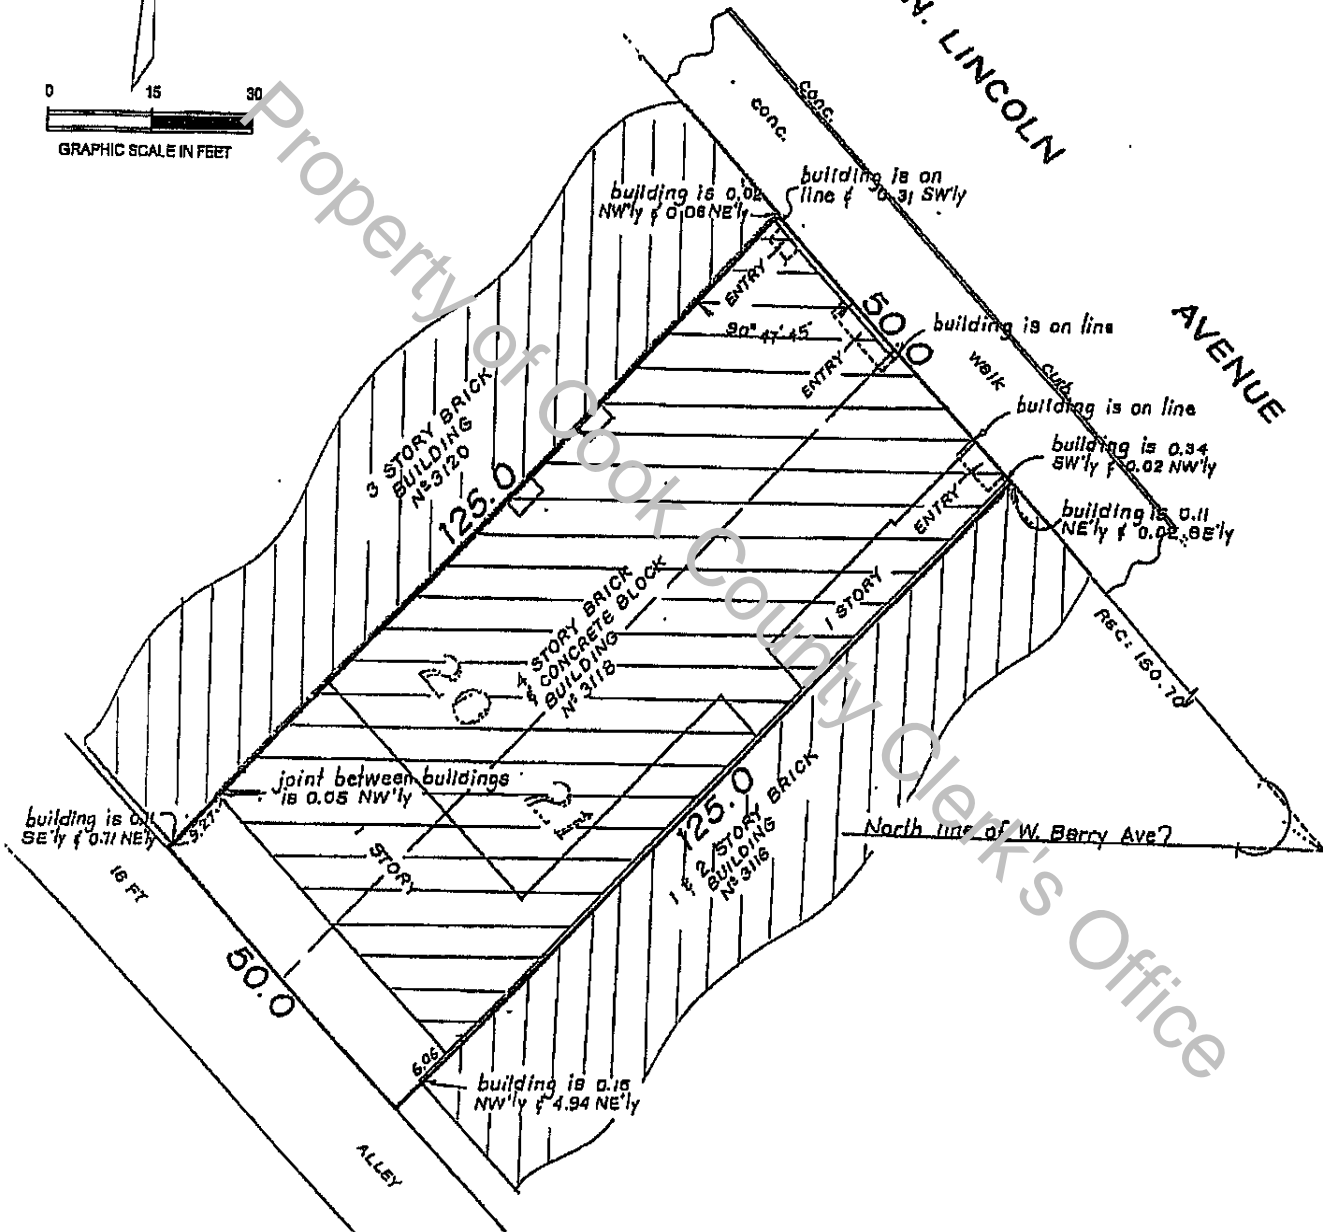 W. LINCOLN
AVENUE
0 15 30
GRAPHIC SCALE IN FEET
Property of Cook County Clerk's Office
conc.
conc.
building is on
line & 0.31 SW'ly
building is 0.02
NW'ly & 0.06 NE'ly
ENTRY
90° 47' 45"
50.0
building is on line
ENTRY
walk
curb
building is on line
building is 0.34
SW'ly & 0.02 NW'ly
ENTRY
building is 0.11
NE'ly & 0.02 SE'ly
3 STORY BRICK
BUILDING
Nº 3120
125.0
1 STORY
REC: 150.70
4 STORY BRICK
& CONCRETE BLOCK
BUILDING
Nº 3118
20
21
joint between buildings
is 0.05 NW'ly
125.0
1 & 2 STORY BRICK
BUILDING
Nº 3116
North line of W. Barry Ave
building is
SE'ly & 0.71 NE'ly
9.27
16 FT
STORY
50.0
6.06
building is 0.15
NW'ly & 4.94 NE'ly
ALLEY